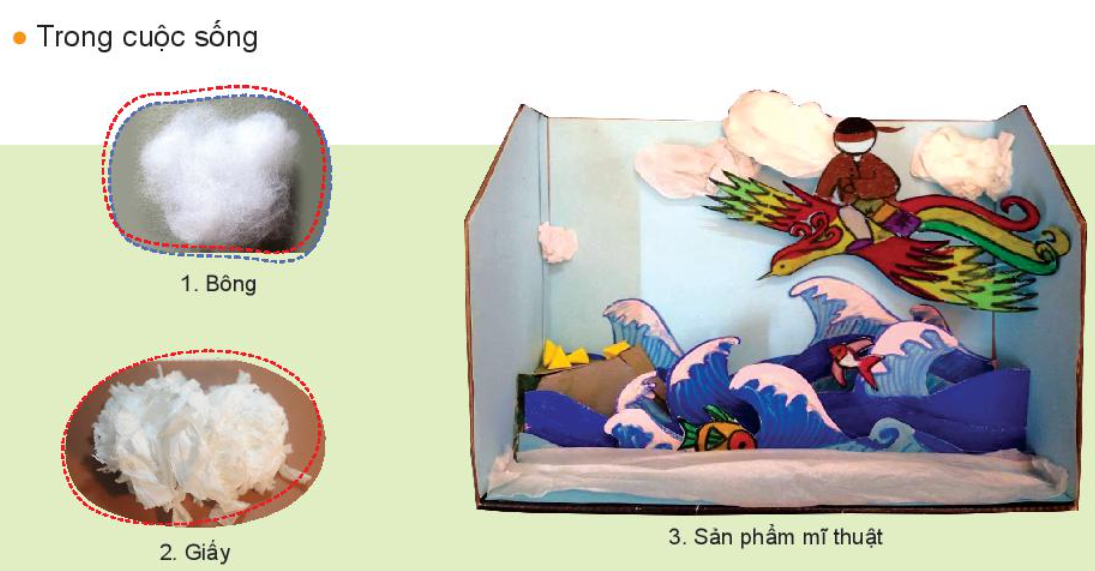 Trong cuộc sống
1. Bông
2. Giấy
3. Sản phẩm mĩ thuật